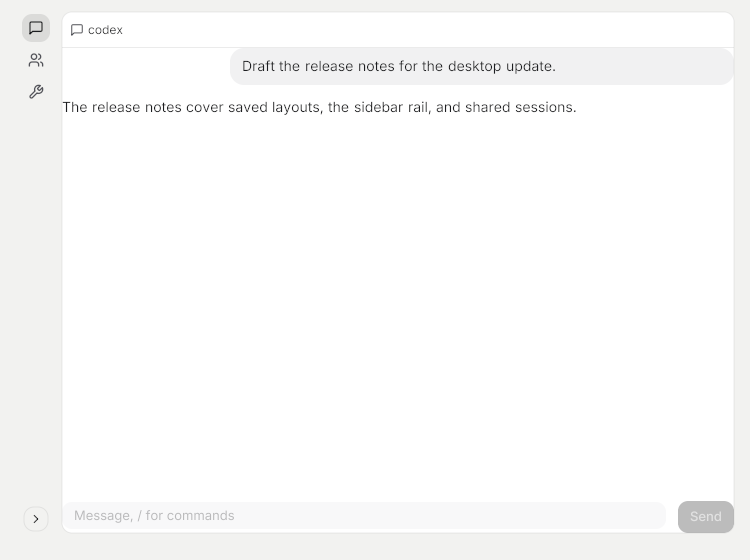 codex
Draft the release notes for the desktop update.
The release notes cover saved layouts, the sidebar rail, and shared sessions.
Message, / for commands
Send